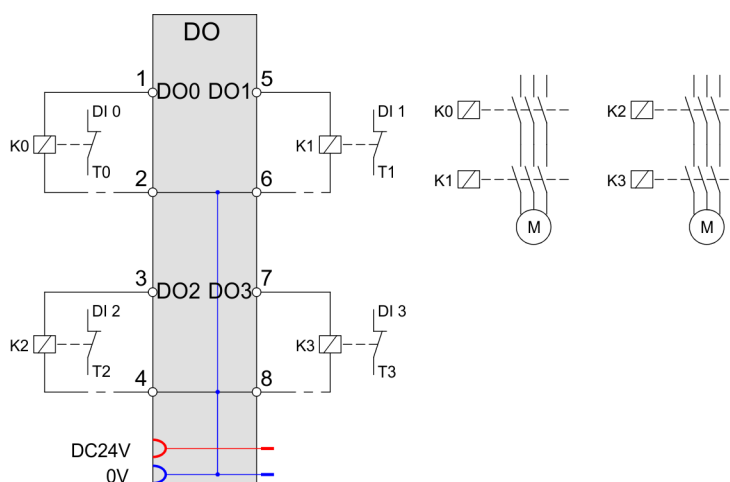 DO
1 DO0 DO1 5
K0 DI 0 T0
K1 DI 1 T1
2 6
3 DO2 DO3 7
K2 DI 2 T2
K3 DI 3 T3
4 8
DC24V
0V
K0
K1
M
K2
K3
M